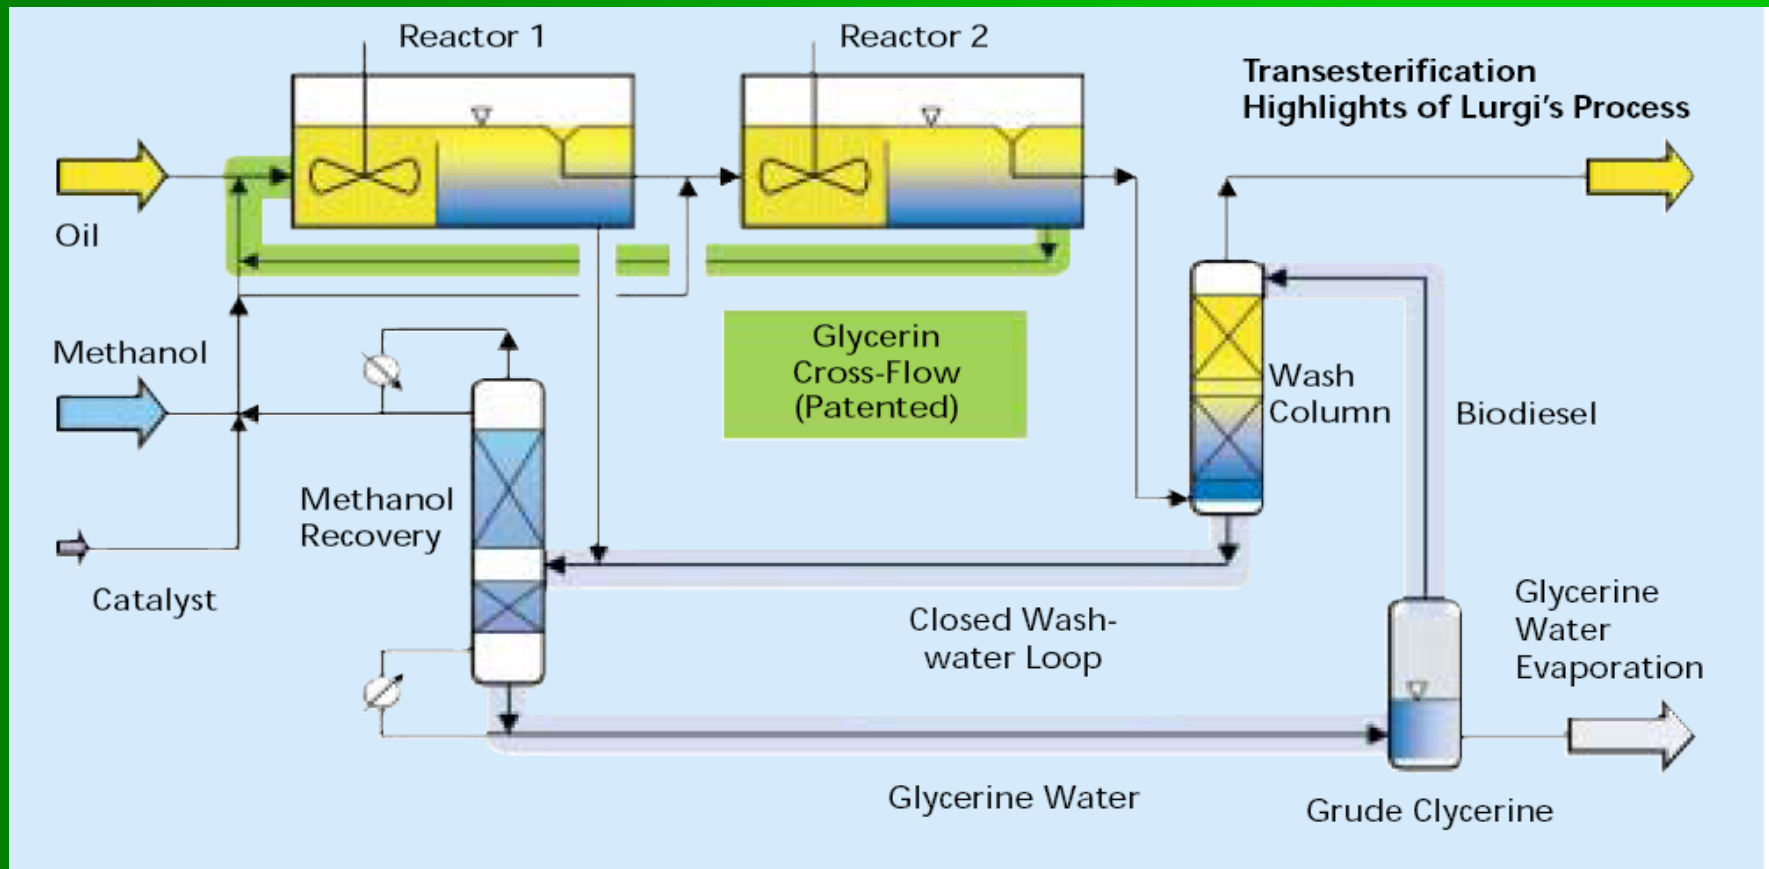 Reactor 1
Reactor 2
Transesterification
Highlights of Lurgi's Process
Oil
Methanol
Glycerin
Cross-Flow
(Patented)
Wash
Column
Biodiesel
Methanol
Recovery
Catalyst
Closed Wash-
water Loop
Glycerine
Water
Evaporation
Glycerine Water
Grude Clycerine